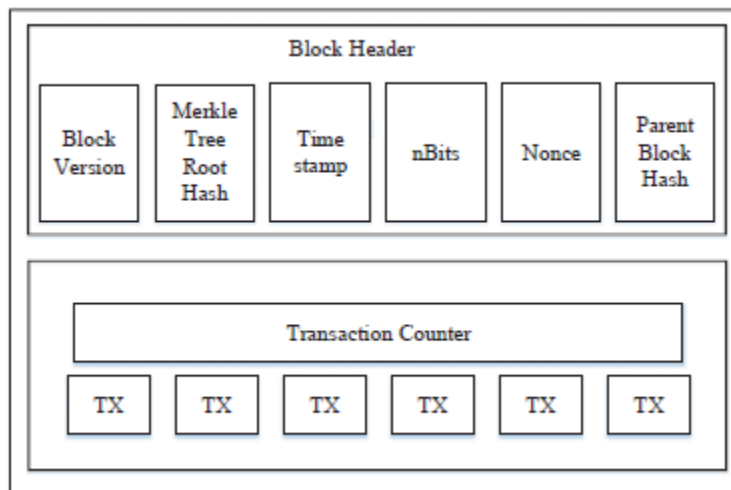 Block Header
Block
Version
Merkle
Tree
Root
Hash
Time
stamp
nBits
Nonce
Parent
Block
Hash
Transaction Counter
TX
TX
TX
TX
TX
TX